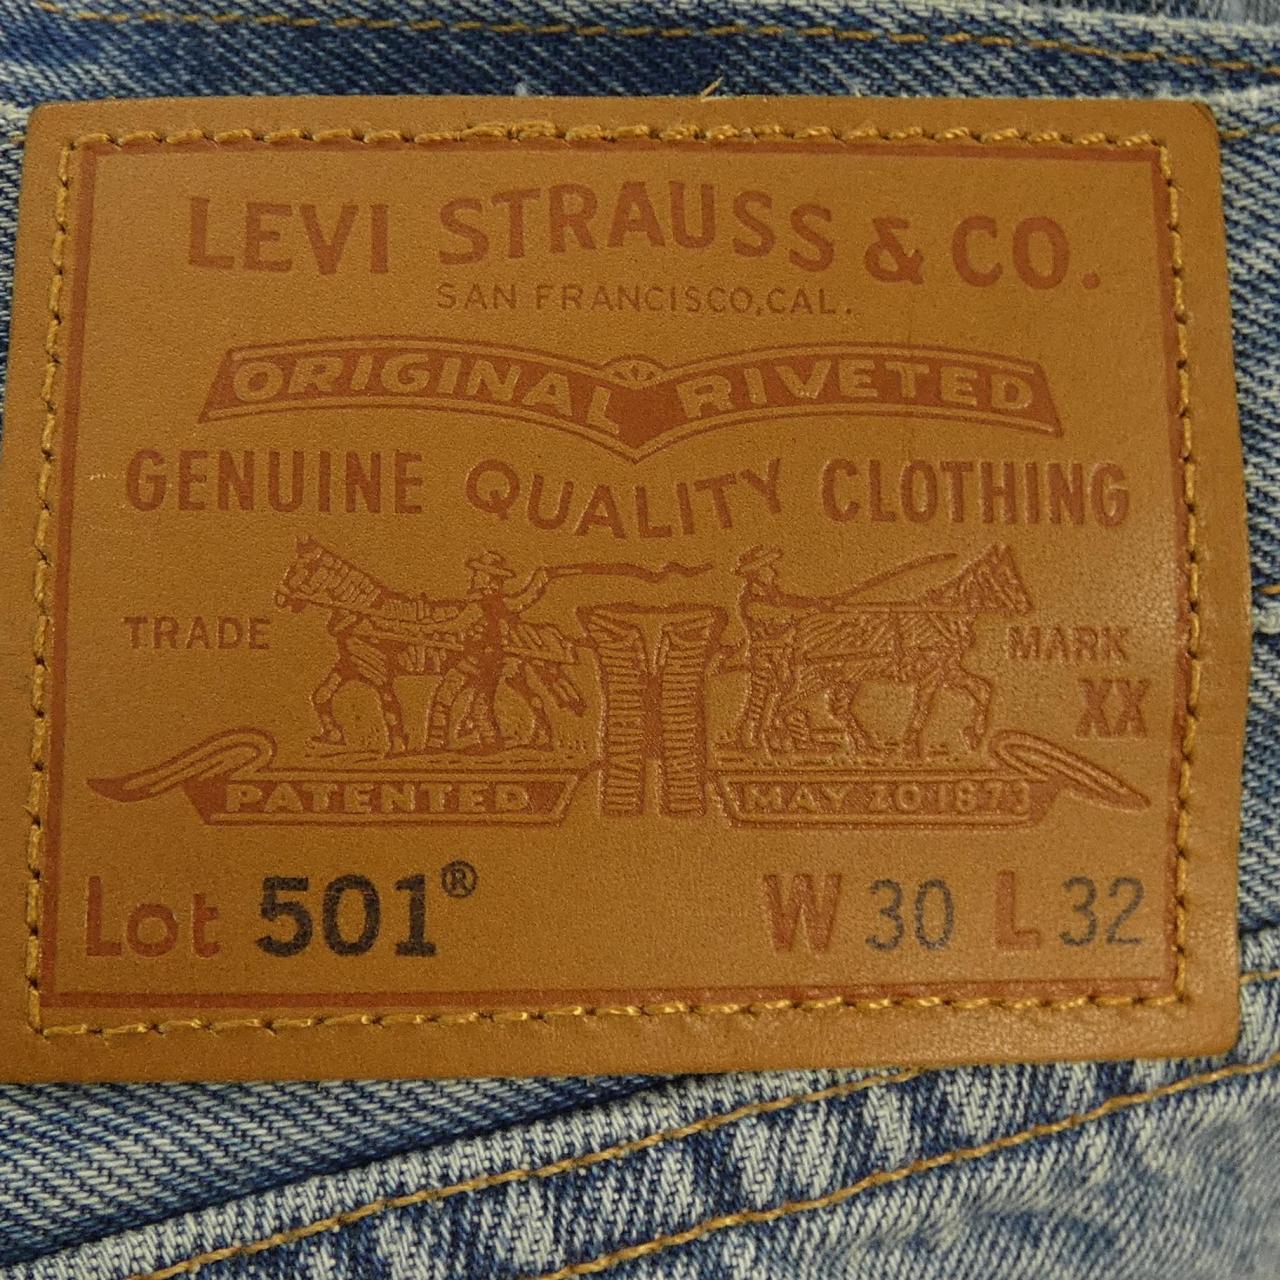 LEVI STRAUSS & CO.
SAN FRANCISCO, CAL.
ORIGINAL RIVETED
GENUINE QUALITY CLOTHING
TRADE MARK
XX
PATENTED MAY 20 1873
Lot 501® W 30 L 32